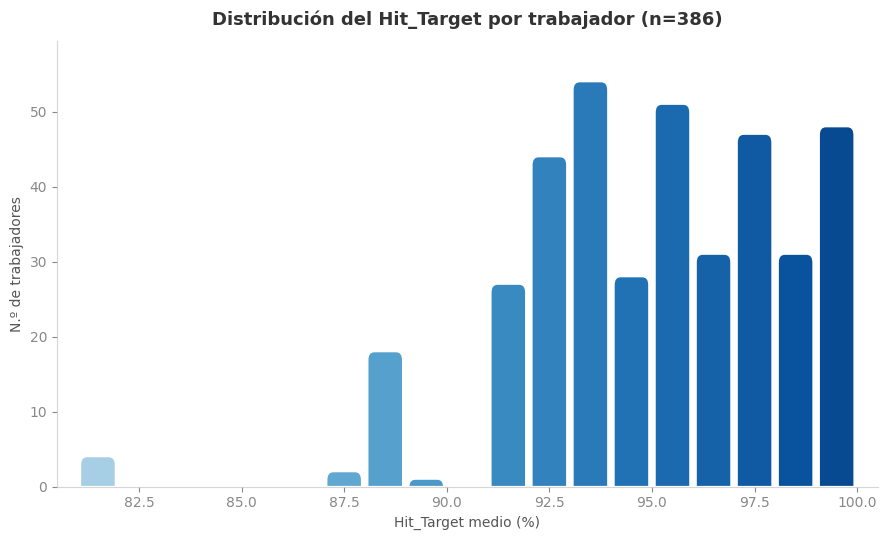 Distribución del Hit_Target por trabajador (n=386)
N.º de trabajadores
50
40
30
20
10
0
82.5 85.0 87.5 90.0 92.5 95.0 97.5 100.0
Hit_Target medio (%)